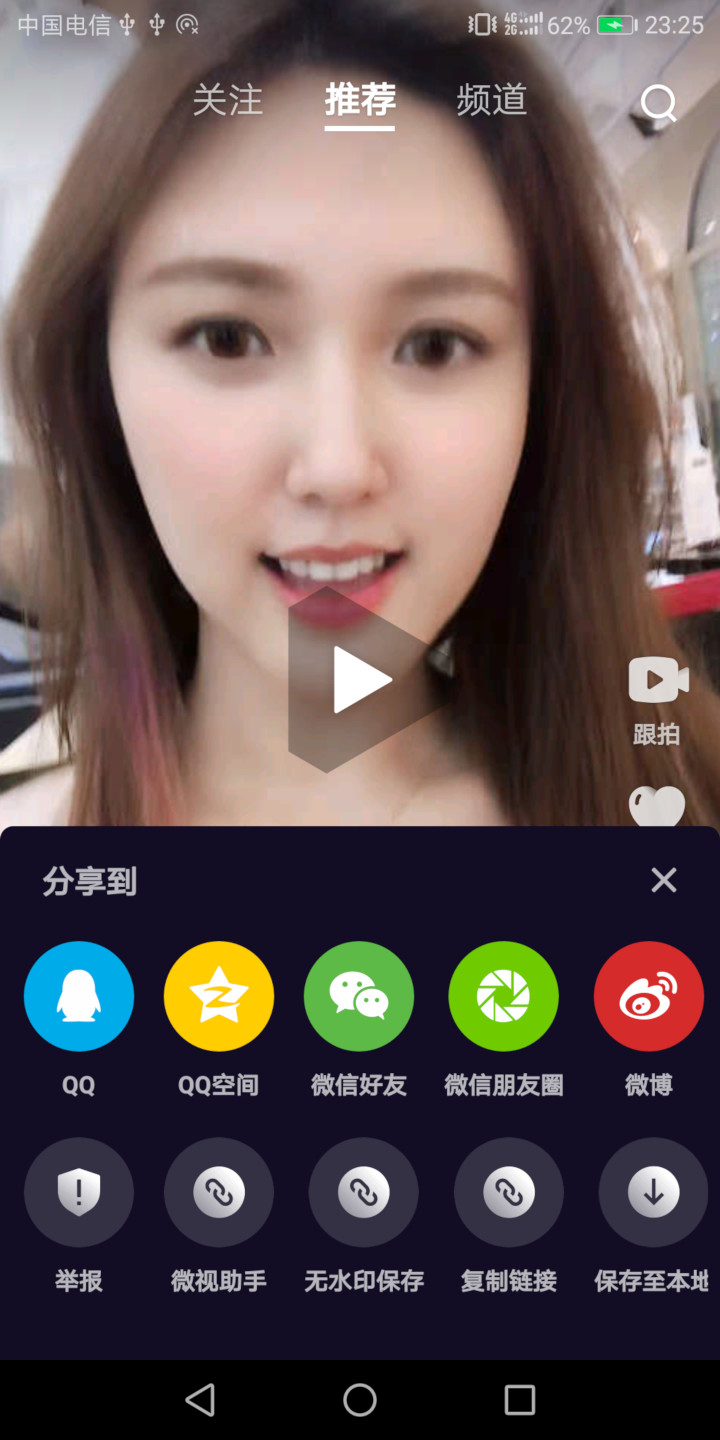 中国电信 4G 2G 62% 23:25
关注 推荐 频道
跟拍
分享到
QQ QQ空间 微信好友 微信朋友圈 微博
举报 微视助手 无水印保存 复制链接 保存至本地